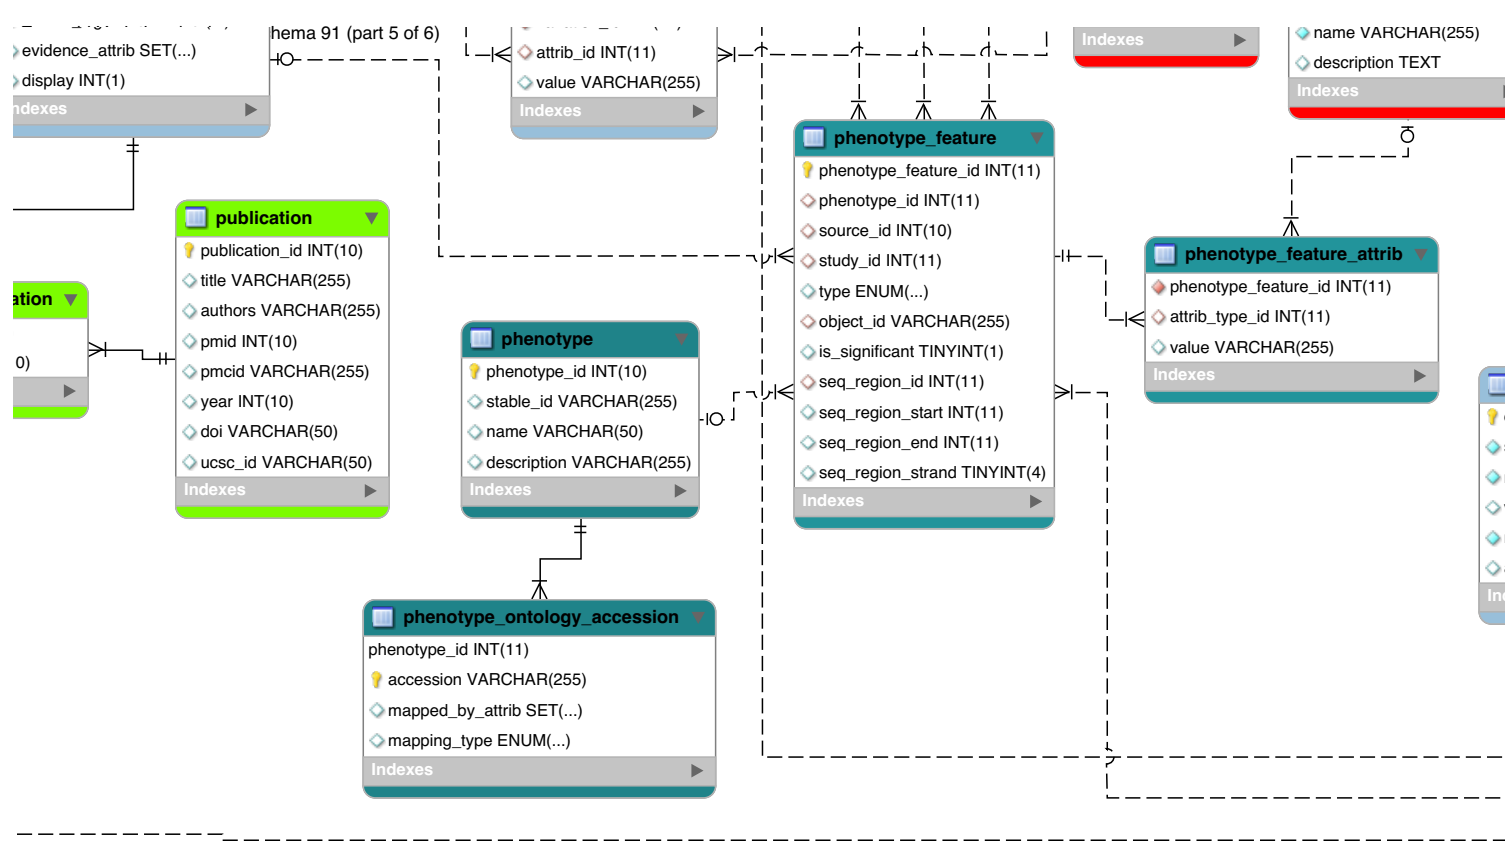 hema 91 (part 5 of 6)
evidence_attrib SET(...)
display INT(1)
ndexes
attrib_id INT(11)
value VARCHAR(255)
Indexes
Indexes
name VARCHAR(255)
description TEXT
Indexes
publication
publication_id INT(10)
title VARCHAR(255)
authors VARCHAR(255)
pmid INT(10)
pmcid VARCHAR(255)
year INT(10)
doi VARCHAR(50)
ucsc_id VARCHAR(50)
Indexes
ation
0)
phenotype
phenotype_id INT(10)
stable_id VARCHAR(255)
name VARCHAR(50)
description VARCHAR(255)
Indexes
phenotype_feature
phenotype_feature_id INT(11)
phenotype_id INT(11)
source_id INT(10)
study_id INT(11)
type ENUM(...)
object_id VARCHAR(255)
is_significant TINYINT(1)
seq_region_id INT(11)
seq_region_start INT(11)
seq_region_end INT(11)
seq_region_strand TINYINT(4)
Indexes
phenotype_feature_attrib
phenotype_feature_id INT(11)
attrib_type_id INT(11)
value VARCHAR(255)
Indexes
phenotype_ontology_accession
phenotype_id INT(11)
accession VARCHAR(255)
mapped_by_attrib SET(...)
mapping_type ENUM(...)
Indexes
In